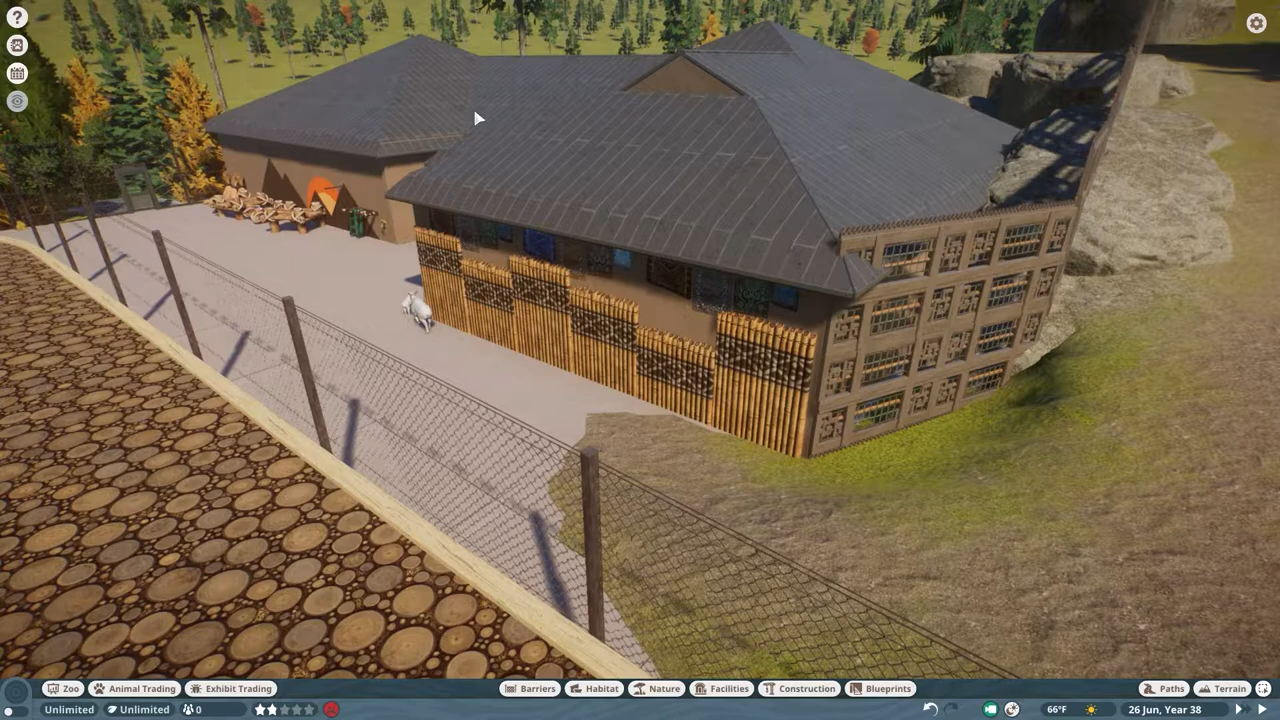 ?
Zoo Animal Trading Exhibit Trading Barriers Habitat Nature Facilities Construction Blueprints Paths Terrain
Unlimited Unlimited 0 66°F 26 Jun, Year 38